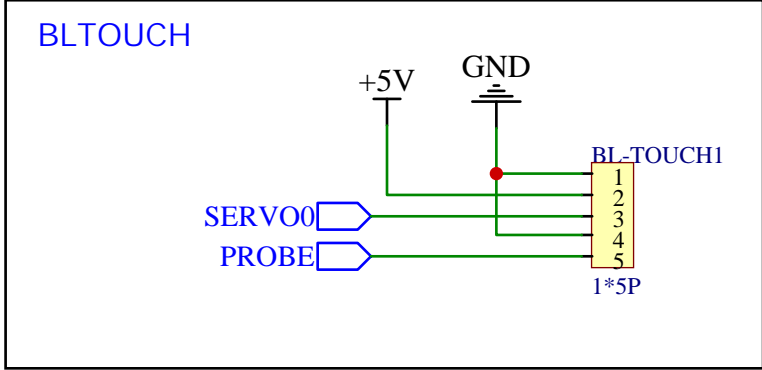 BLTOUCH
+5V
GND
BL-TOUCH1
1
2
SERVO0
3
4
PROBE
5
1*5P